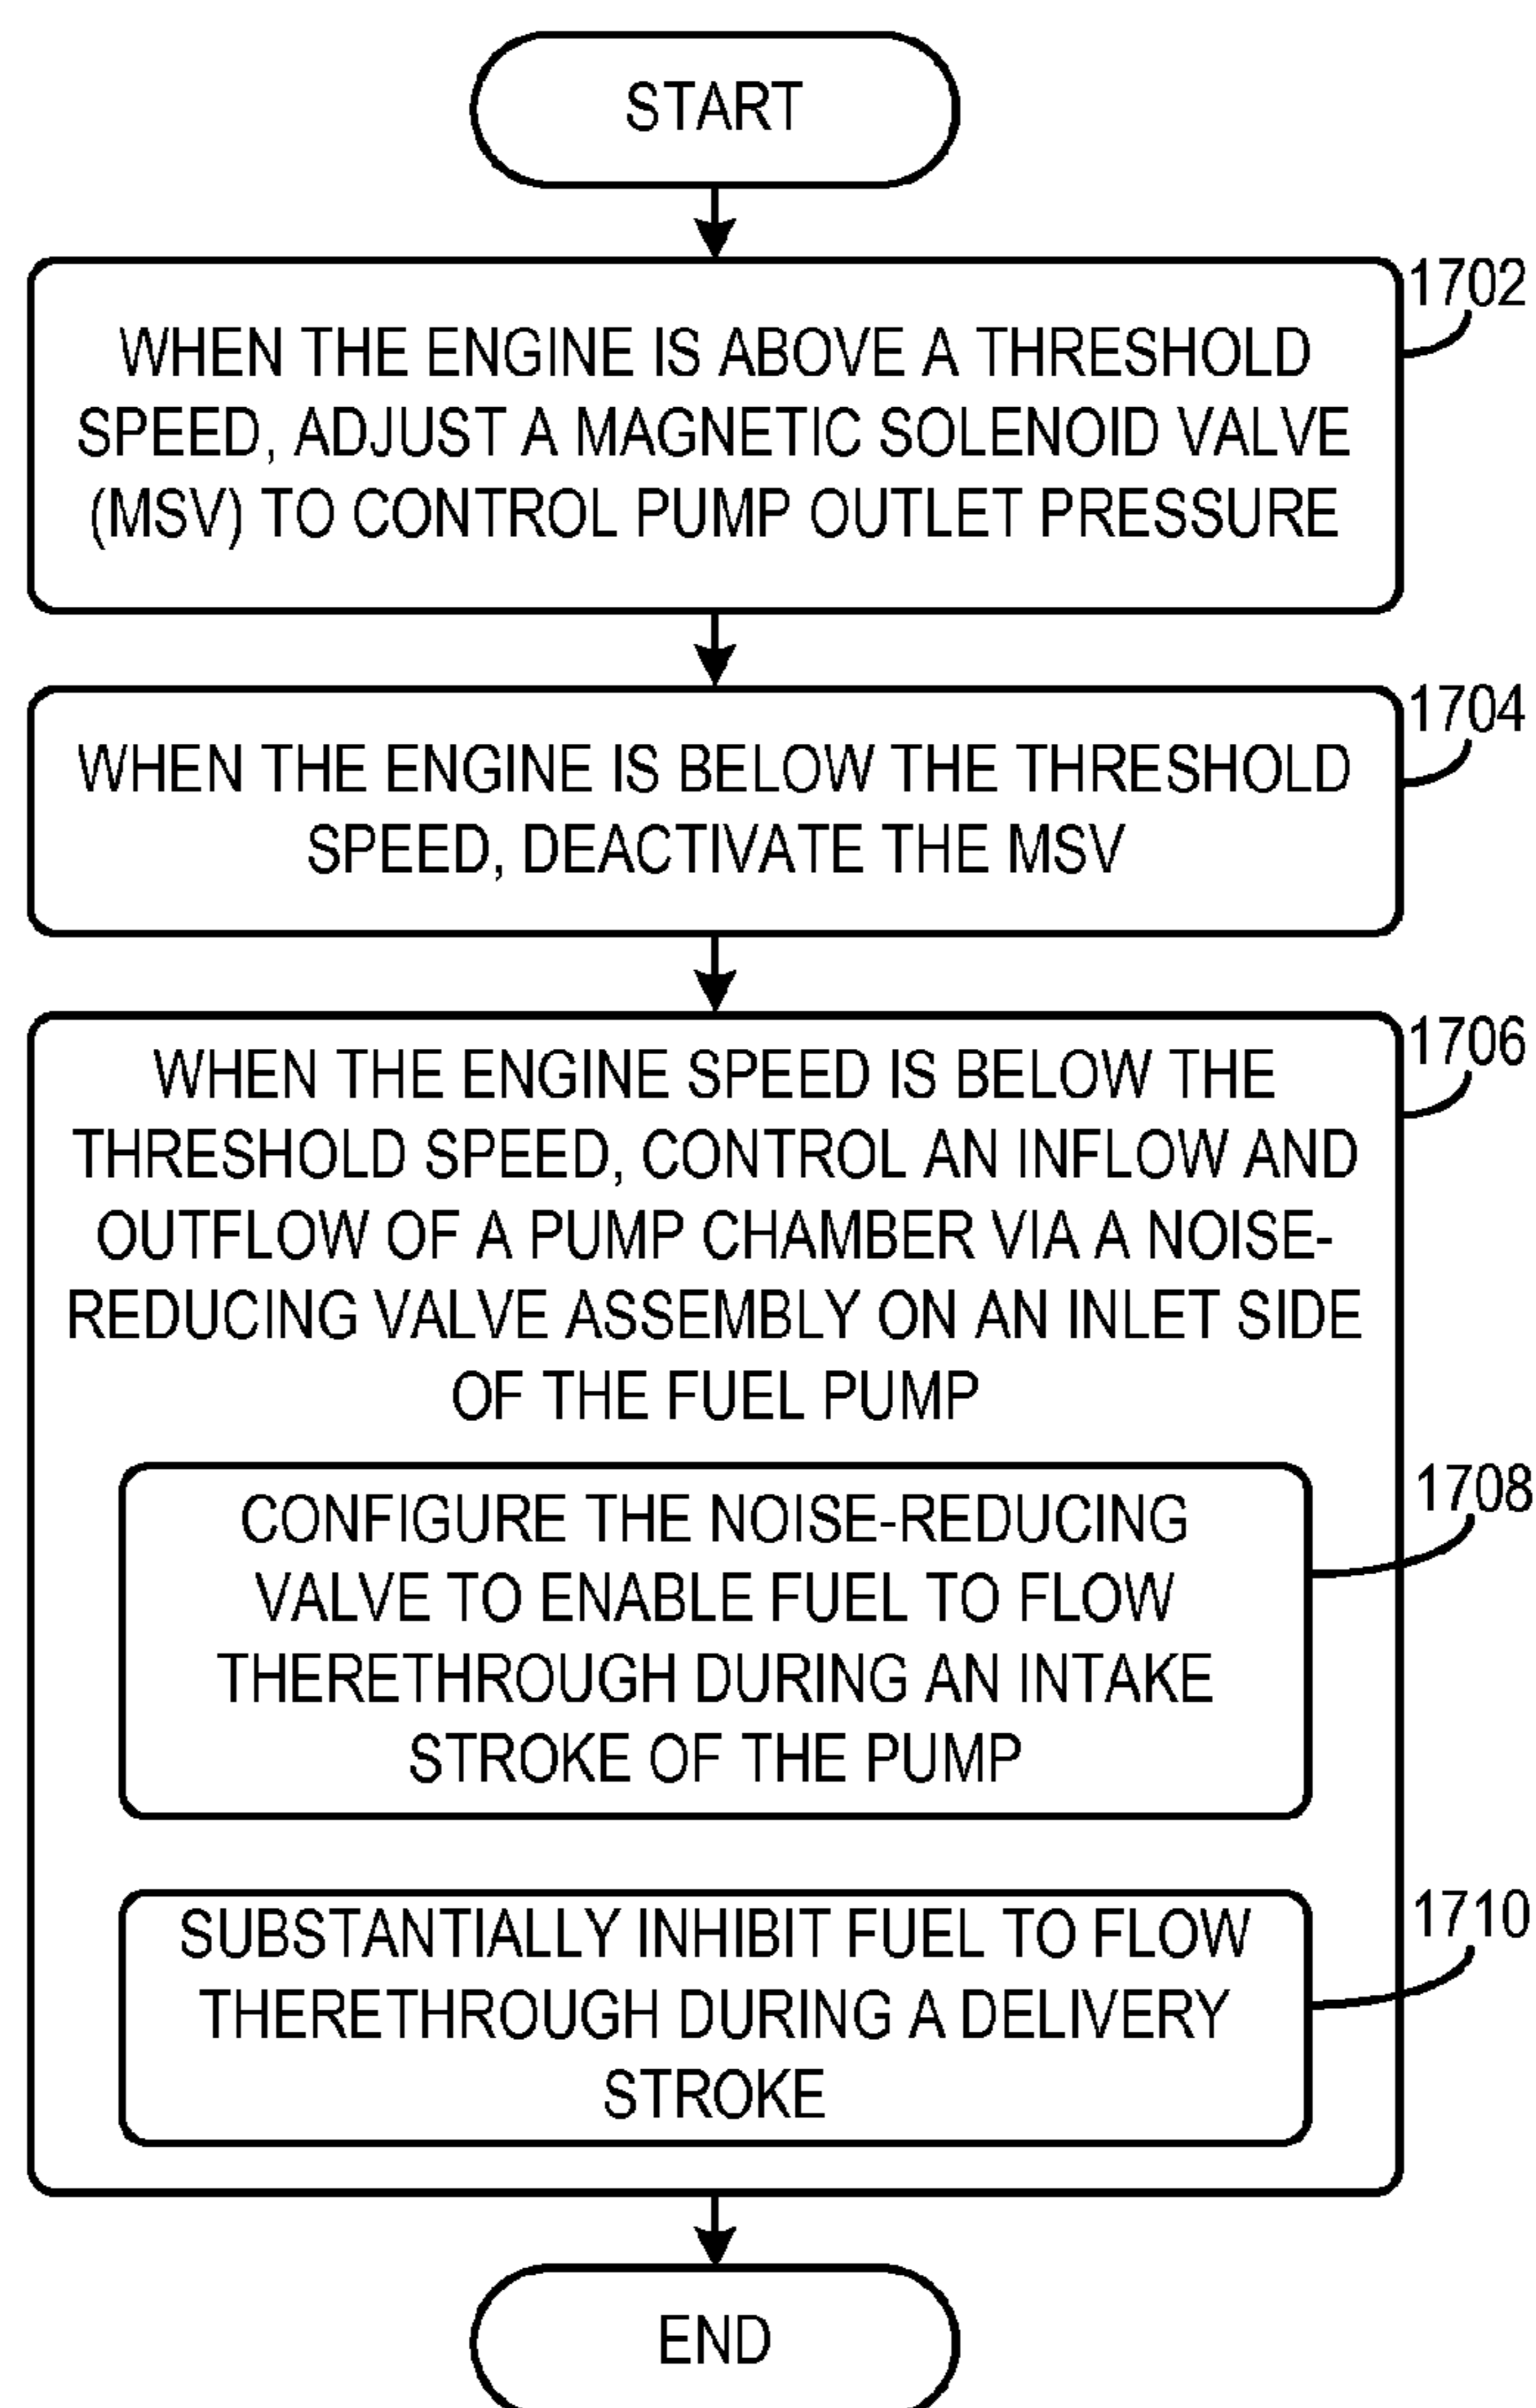 START
1702
WHEN THE ENGINE IS ABOVE A THRESHOLD
SPEED, ADJUST A MAGNETIC SOLENOID VALVE
(MSV) TO CONTROL PUMP OUTLET PRESSURE
1704
WHEN THE ENGINE IS BELOW THE THRESHOLD
SPEED, DEACTIVATE THE MSV
1706
WHEN THE ENGINE SPEED IS BELOW THE
THRESHOLD SPEED, CONTROL AN INFLOW AND
OUTFLOW OF A PUMP CHAMBER VIA A NOISE-
REDUCING VALVE ASSEMBLY ON AN INLET SIDE
OF THE FUEL PUMP
1708
CONFIGURE THE NOISE-REDUCING
VALVE TO ENABLE FUEL TO FLOW
THERETHROUGH DURING AN INTAKE
STROKE OF THE PUMP
1710
SUBSTANTIALLY INHIBIT FUEL TO FLOW
THERETHROUGH DURING A DELIVERY
STROKE
END